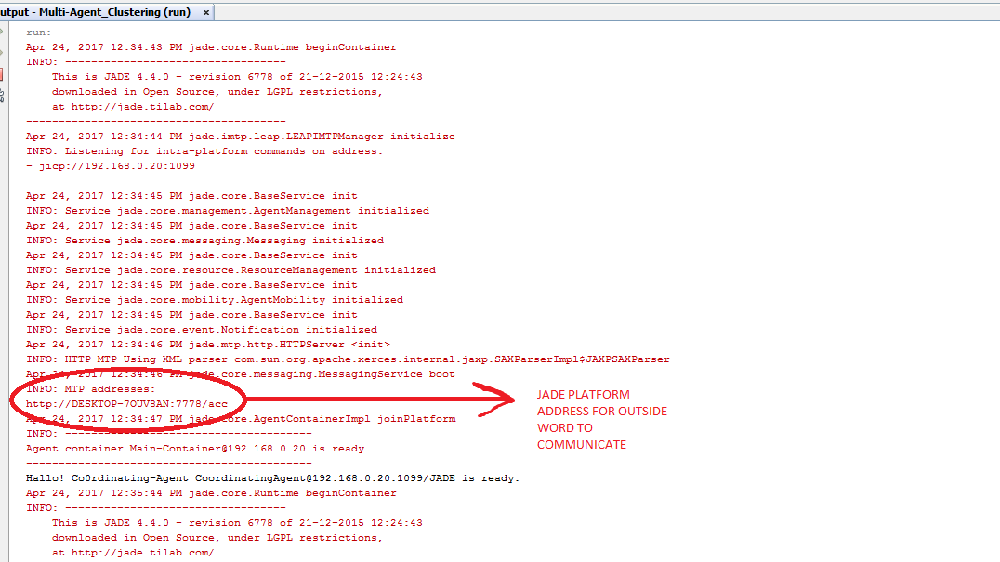 utput - Multi-Agent_Clustering (run) x
run:
Apr 24, 2017 12:34:43 PM jade.core.Runtime beginContainer
INFO: ----------------------------------
    This is JADE 4.4.0 - revision 6778 of 21-12-2015 12:24:43
    downloaded in Open Source, under LGPL restrictions,
    at http://jade.tilab.com/
----------------------------------------
Apr 24, 2017 12:34:44 PM jade.imtp.leap.LEAPIMTPManager initialize
INFO: Listening for intra-platform commands on address:
- jicp://192.168.0.20:1099
Apr 24, 2017 12:34:45 PM jade.core.BaseService init
INFO: Service jade.core.management.AgentManagement initialized
Apr 24, 2017 12:34:45 PM jade.core.BaseService init
INFO: Service jade.core.messaging.Messaging initialized
Apr 24, 2017 12:34:45 PM jade.core.BaseService init
INFO: Service jade.core.resource.ResourceManagement initialized
Apr 24, 2017 12:34:45 PM jade.core.BaseService init
INFO: Service jade.core.mobility.AgentMobility initialized
Apr 24, 2017 12:34:45 PM jade.core.BaseService init
INFO: Service jade.core.event.Notification initialized
Apr 24, 2017 12:34:46 PM jade.mtp.http.HTTPServer <init>
INFO: HTTP-MTP Using XML parser com.sun.org.apache.xerces.internal.jaxp.SAXParserImpl$JAXPSAXParser
Apr 24, 2017 12:34:46 PM jade.core.messaging.MessagingService boot
INFO: MTP addresses:
http://DESKTOP-7OUV8AN:7778/acc
Apr 24, 2017 12:34:47 PM jade.core.AgentContainerImpl joinPlatform
INFO: --------------------------------------
Agent container Main-Container@192.168.0.20 is ready.
--------------------------------------------
JADE PLATFORM
ADDRESS FOR OUTSIDE
WORD TO
COMMUNICATE
Hallo! Co0rdinating-Agent CoordinatingAgent@192.168.0.20:1099/JADE is ready.
Apr 24, 2017 12:35:44 PM jade.core.Runtime beginContainer
INFO: ----------------------------------
    This is JADE 4.4.0 - revision 6778 of 21-12-2015 12:24:43
    downloaded in Open Source, under LGPL restrictions,
    at http://jade.tilab.com/